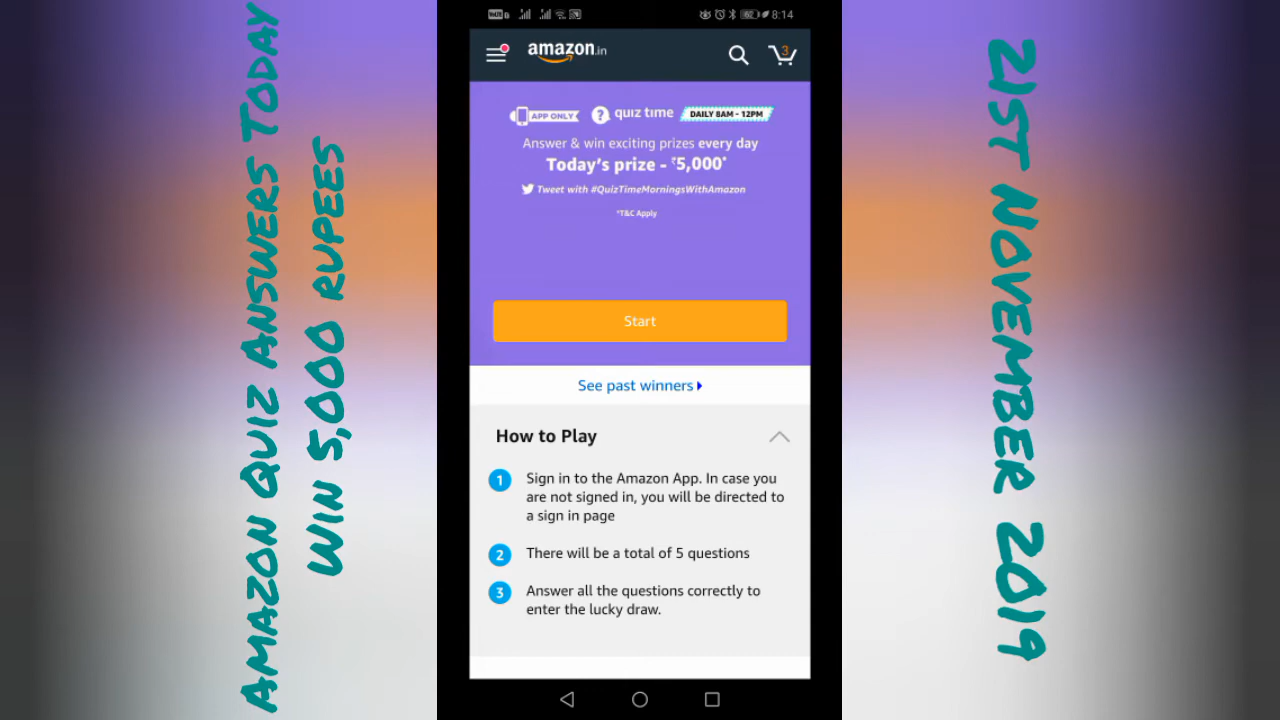 Amazon Quiz Answers Today
Win 5,000 rupees
8:14
amazon.in
3
APP ONLY
? quiz time
DAILY 8AM - 12PM
Answer & win exciting prizes every day
Today's prize - ₹5,000*
Tweet with #QuizTimeMorningsWithAmazon
*T&C Apply
Start
See past winners
How to Play
1 Sign in to the Amazon App. In case you
are not signed in, you will be directed to
a sign in page
2 There will be a total of 5 questions
3 Answer all the questions correctly to
enter the lucky draw.
21st November 2019